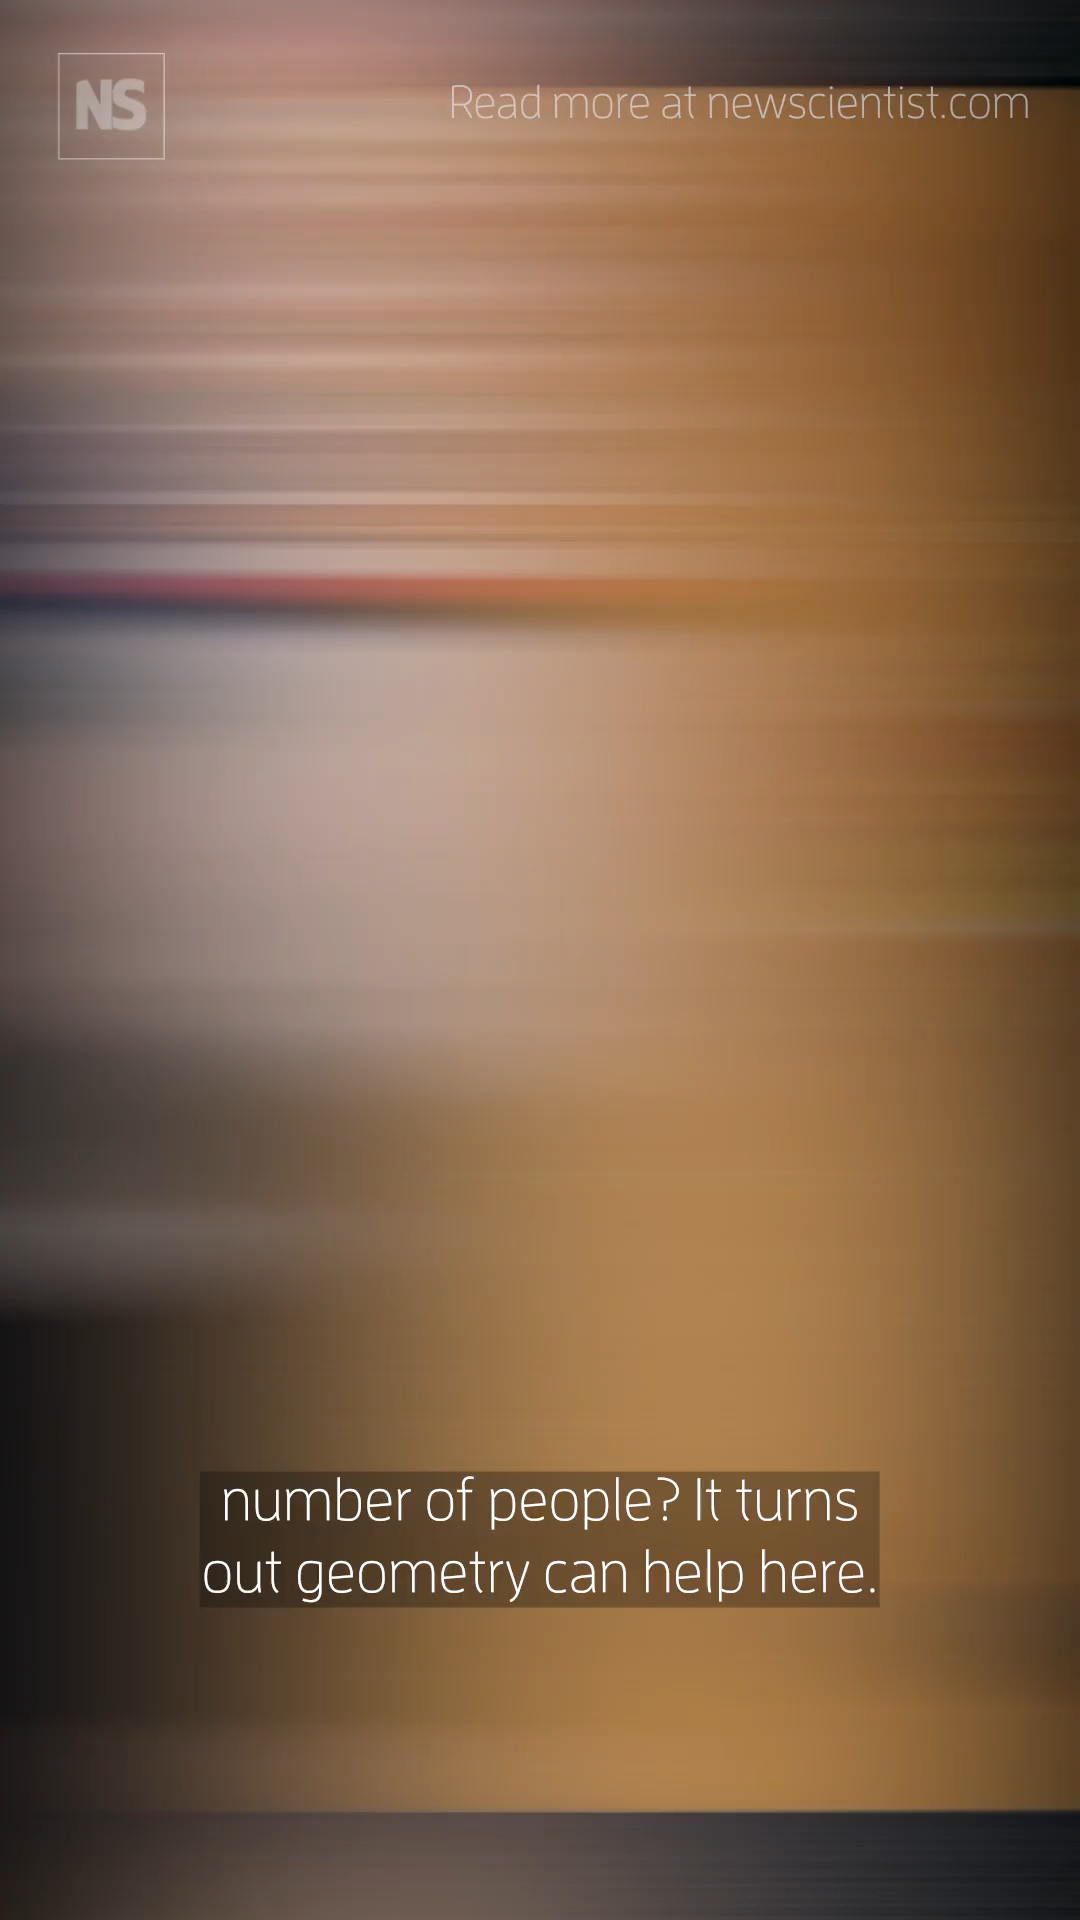 NS
Read more at newscientist.com
number of people? It turns
out geometry can help here.